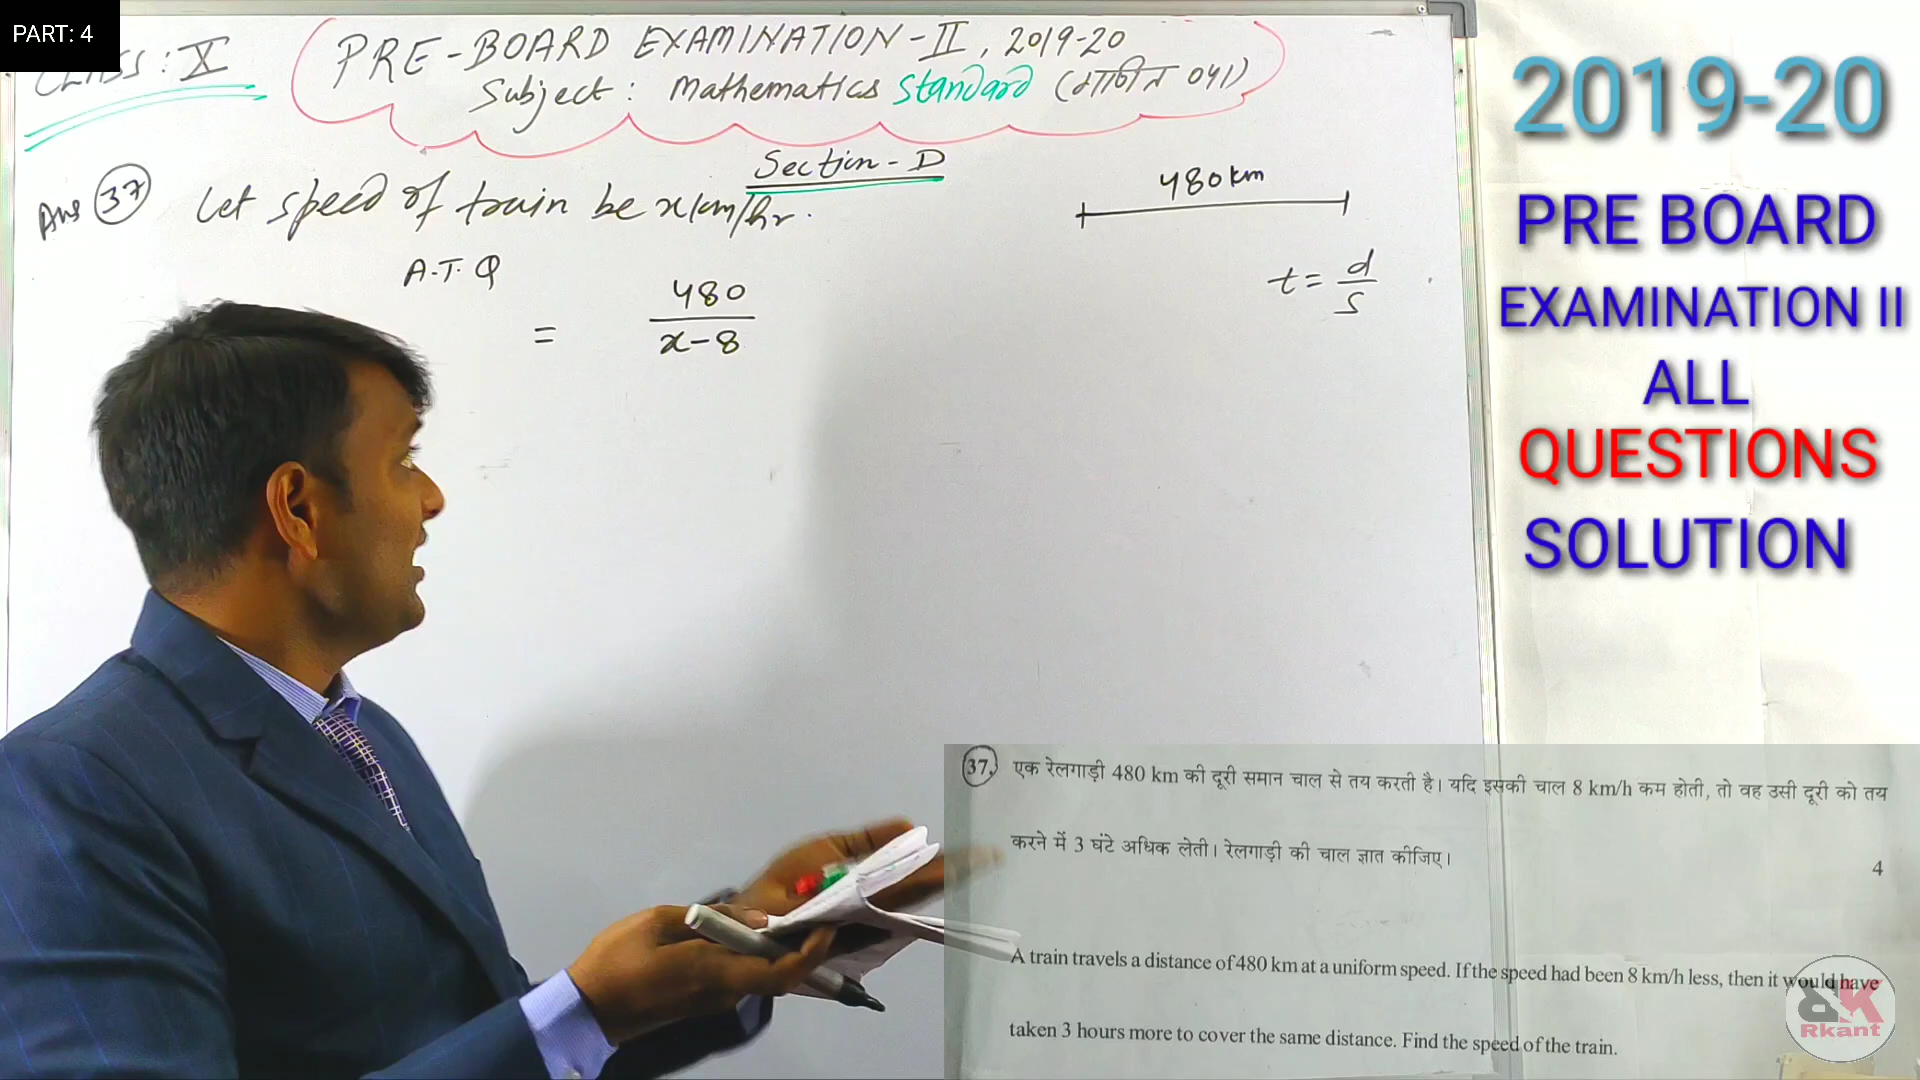 PART: 4
CLASS: X
PRE-BOARD EXAMINATION-II, 2019-20
Subject: Mathematics Standard (गणित 041)
Section-D
Ans 37 Let speed of train be x km/hr.
A.T.Q
= 480/x-8
480km
t = d/s
2019-20
PRE BOARD
EXAMINATION II
ALL
QUESTIONS
SOLUTION
37. एक रेलगाड़ी 480 km की दूरी समान चाल से तय करती है। यदि इसकी चाल 8 km/h कम होती, तो वह उसी दूरी को तय
करने में 3 घंटे अधिक लेती। रेलगाड़ी की चाल ज्ञात कीजिए।
4
A train travels a distance of 480 km at a uniform speed. If the speed had been 8 km/h less, then it would have
taken 3 hours more to cover the same distance. Find the speed of the train.
RK
Rkant